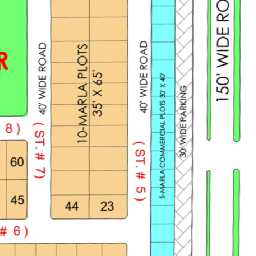 R
40' WIDE ROAD
10-MARLA PLOTS
35' X 65'
40' WIDE ROAD
5-MARLA COMMERCIAL PLOTS 30' X 40'
30' WIDE PARKING
150' WIDE RO
8 )
( ST. # 7 )
( ST. # 5 )
60
45
44
23
# 6 )